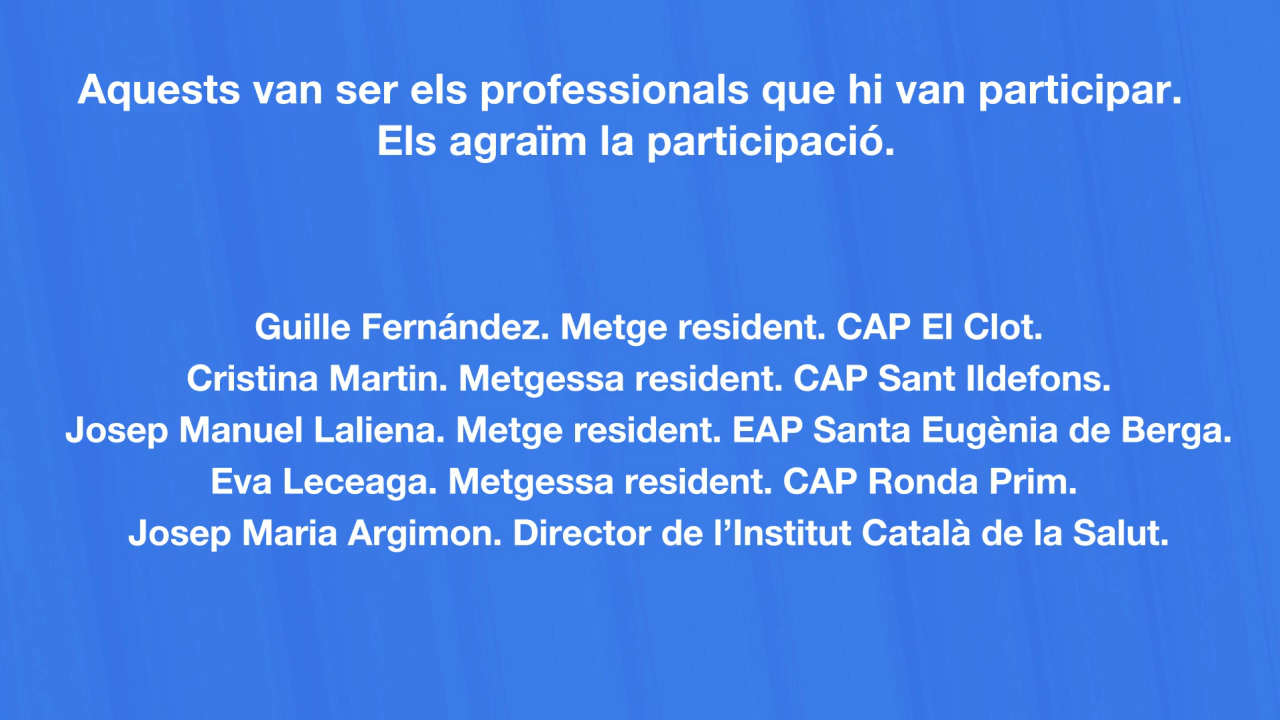 Aquests van ser els professionals que hi van participar.
Els agraïm la participació.
Guille Fernández. Metge resident. CAP El Clot.
Cristina Martin. Metgessa resident. CAP Sant Ildefons.
Josep Manuel Laliena. Metge resident. EAP Santa Eugènia de Berga.
Eva Leceaga. Metgessa resident. CAP Ronda Prim.
Josep Maria Argimon. Director de l’Institut Català de la Salut.